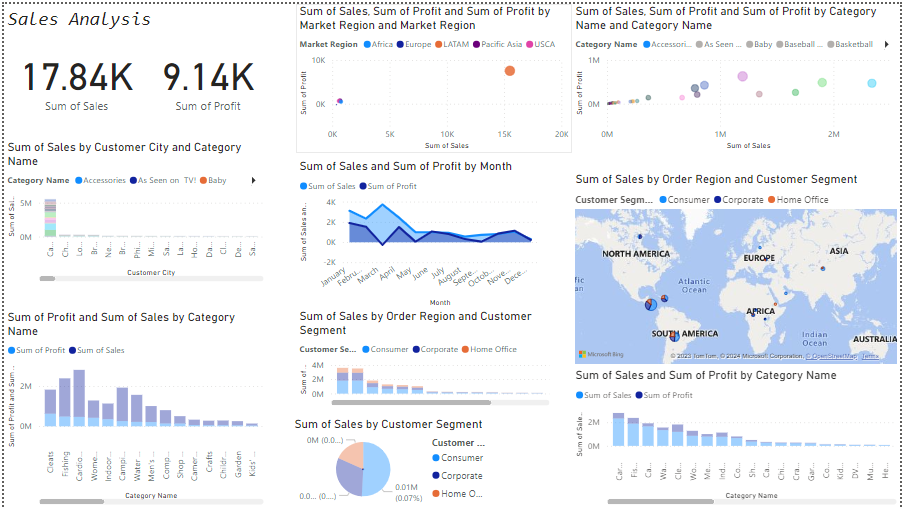 Sales Analysis
17.84K
Sum of Sales
9.14K
Sum of Profit
Sum of Sales by Customer City and Category
Name
Category Name Accessories As Seen on TV! Baby
5M
0M
Sum of Sal...
Ca...
Ch...
Lo...
Br...
Ne...
Br...
Phi...
Mi...
Sa...
La...
Ho...
Da...
Cl...
De...
Sa...
Customer City
Sum of Profit and Sum of Sales by Category
Name
Sum of Profit Sum of Sales
2M
0M
Sum of Profit and Sum...
Cleats
Fishing
Cardio...
Wome...
Indoor...
Campi...
Water...
Men's...
Comp...
Shop...
Camer...
Crafts
Childr...
Garden
Kids'...
Category Name
Sum of Sales, Sum of Profit and Sum of Profit by
Market Region and Market Region
Market Region Africa Europe LATAM Pacific Asia USCA
10K
0K
Sum of Profit
0K 5K 10K 15K 20K
Sum of Sales
Sum of Sales and Sum of Profit by Month
Sum of Sales Sum of Profit
4K
2K
0K
-2K
Sum of Sales an...
January
Febru...
March
April
May
June
July
August
Septe...
Octob...
Nove...
Dece...
Month
Sum of Sales by Order Region and Customer
Segment
Customer Se... Consumer Corporate Home Office
4M
2M
0M
Sum of ...
Sum of Sales by Customer Segment
0M (0.0...)
0.0... (...)
0.01M
(0.07%)
Customer ...
Consumer
Corporate
Home O...
Sum of Sales, Sum of Profit and Sum of Profit by Category
Name and Category Name
Category Name Accessori... As Seen ... Baby Baseball ... Basketball
1M
0M
Sum of Profit
0M 1M 2M
Sum of Sales
Sum of Sales by Order Region and Customer Segment
Customer Segm... Consumer Corporate Home Office
NORTH AMERICA
EUROPE
ASIA
Atlantic
Ocean
AFRICA
SOUTH AMERICA
Indian
Ocean
AUSTRALIA
Microsoft Bing
© 2023 TomTom, © 2024 Microsoft Corporation, © OpenStreetMap Terms
Sum of Sales and Sum of Profit by Category Name
Sum of Sales Sum of Profit
2M
0M
Sum of Sale...
Car...
Fis...
Ca...
Wa...
Cle...
Wo...
Me...
Ind...
Co...
Sh...
Cra...
Ca...
Chi...
Gar...
Co...
Kid...
DV...
Mu...
He...
Category Name